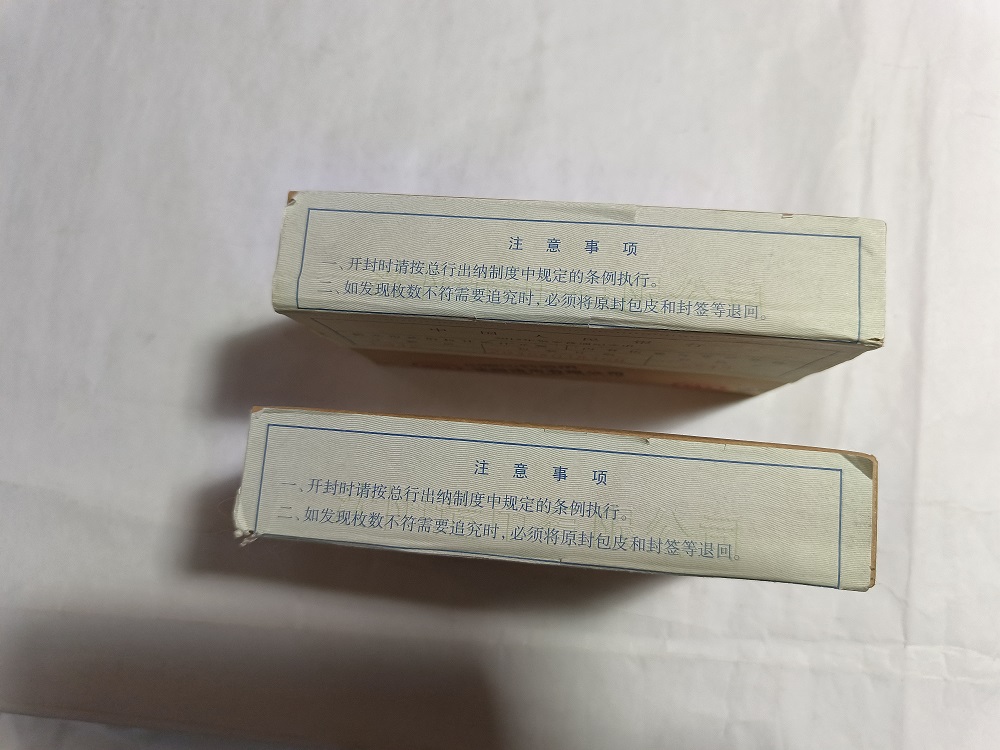 注意事项
一、开封时请按总行出纳制度中规定的条例执行。
二、如发现枚数不符需要追究时，必须将原封包皮和封签等退回。
注意事项
一、开封时请按总行出纳制度中规定的条例执行。
二、如发现枚数不符需要追究时，必须将原封包皮和封签等退回。